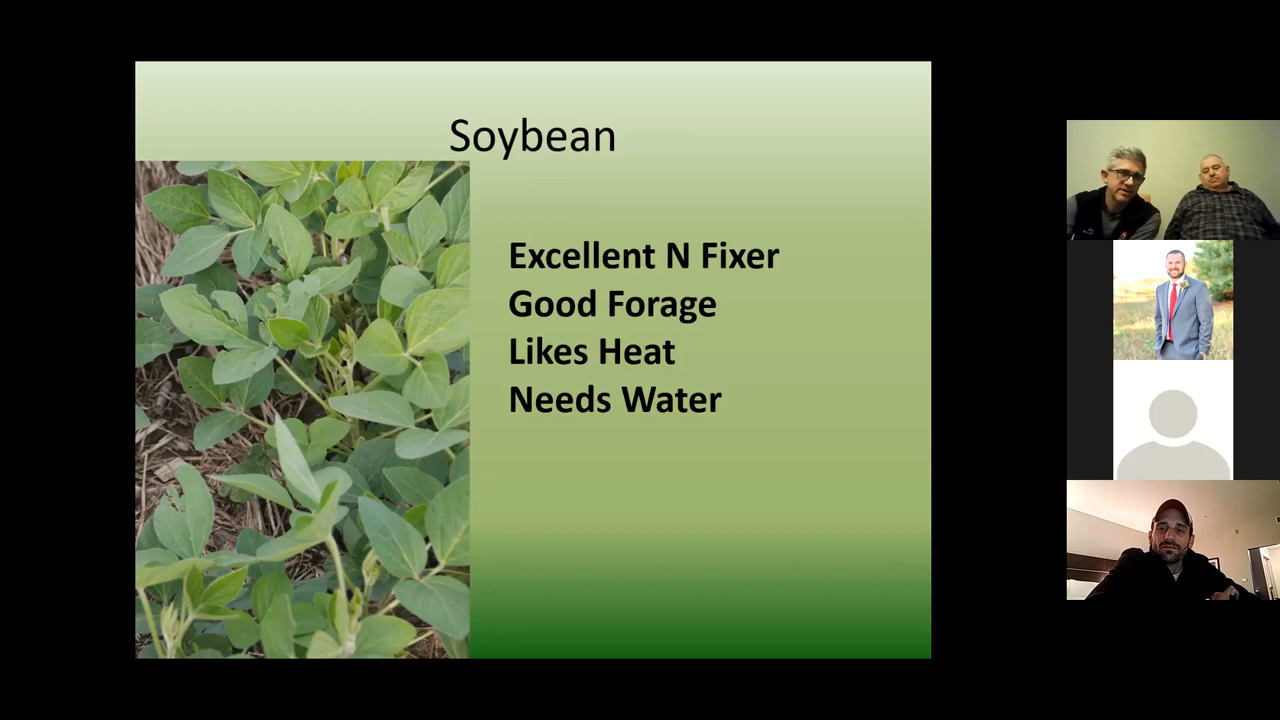 Soybean
Excellent N Fixer
Good Forage
Likes Heat
Needs Water